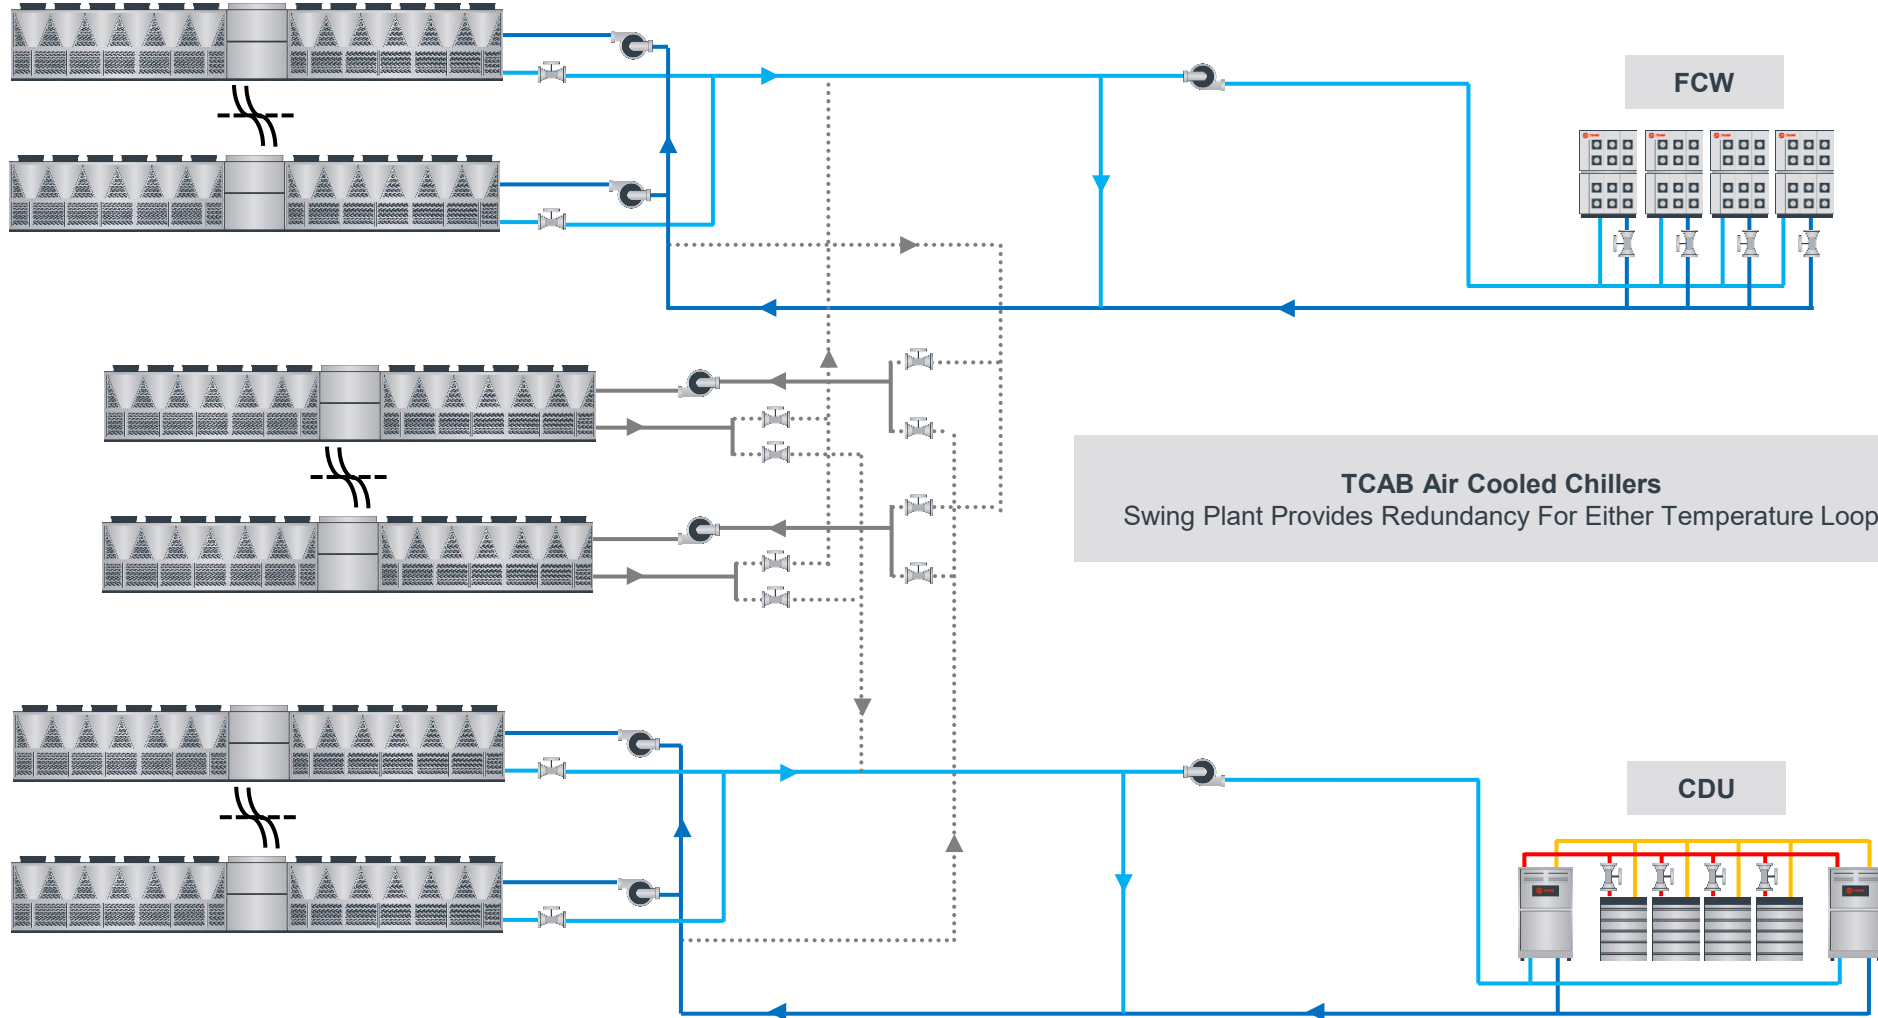 FCW
TCAB Air Cooled Chillers
Swing Plant Provides Redundancy For Either Temperature Loop
CDU